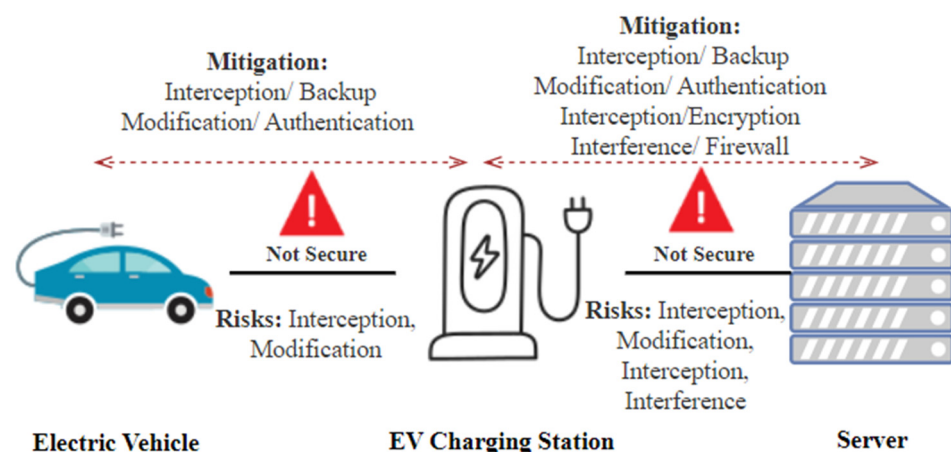 Mitigation:
Interception/ Backup
Modification/ Authentication
Mitigation:
Interception/ Backup
Modification/ Authentication
Interception/Encryption
Interference/ Firewall
Not Secure
Risks: Interception,
Modification
Not Secure
Risks: Interception,
Modification,
Interception,
Interference
Electric Vehicle
EV Charging Station
Server